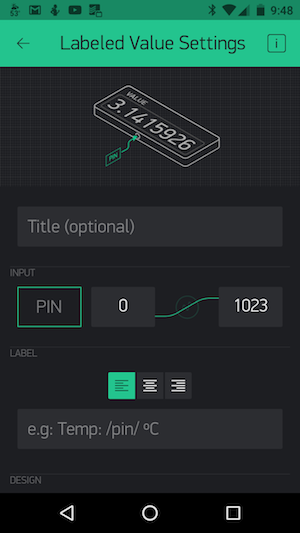 9:48
Labeled Value Settings
i
VALUE
3.1415926
PIN
Title (optional)
INPUT
PIN 0 1023
LABEL
e.g: Temp: /pin/ ºC
DESIGN